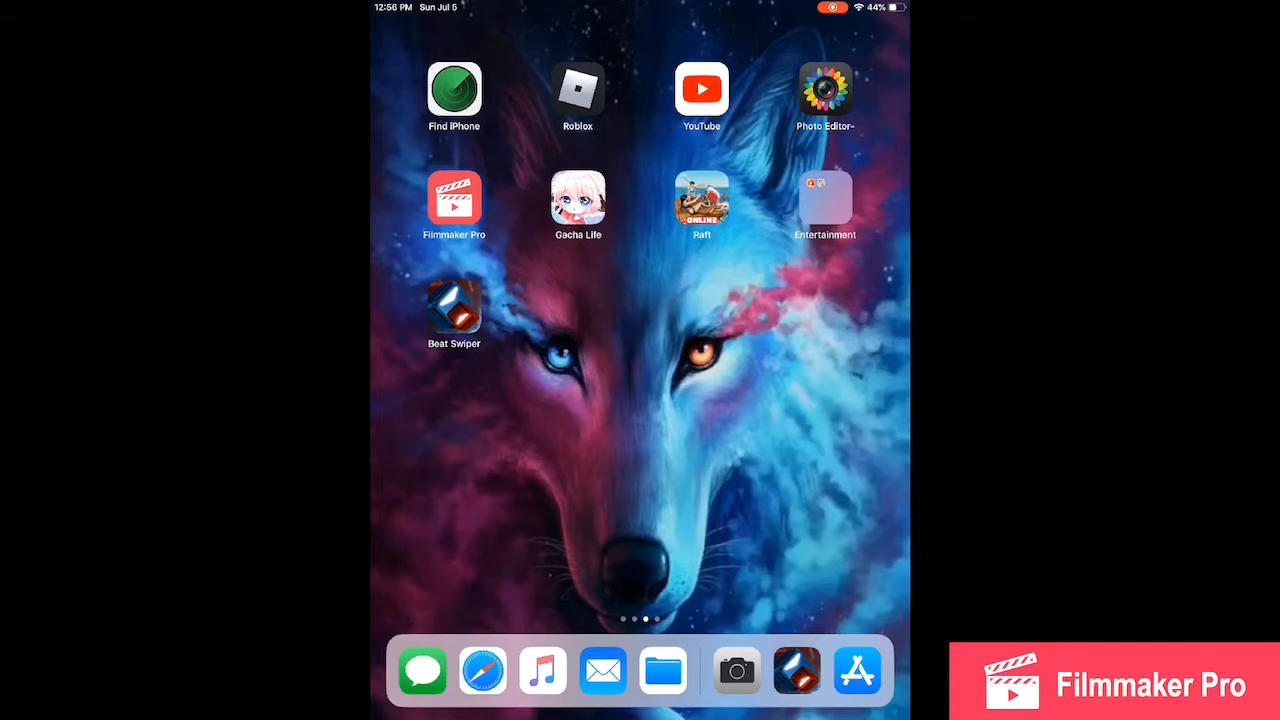 12:56 PM Sun Jul 5
44%
Find iPhone
Roblox
YouTube
Photo Editor-
Filmmaker Pro
Gacha Life
ONLINE
Raft
Entertainment
Beat Swiper
Filmmaker Pro